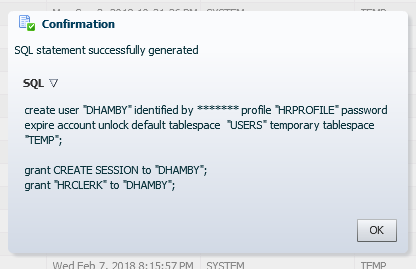 SYSTEM
TEMP
Confirmation
SQL statement successfully generated
SQL ▽
create user "DHAMBY" identified by ******* profile "HRPROFILE" password
expire account unlock default tablespace "USERS" temporary tablespace
"TEMP";
grant CREATE SESSION to "DHAMBY";
grant "HRCLERK" to "DHAMBY";
OK
Wed Feb 7, 2018 8:15:57 PM SYSTEM TEMP